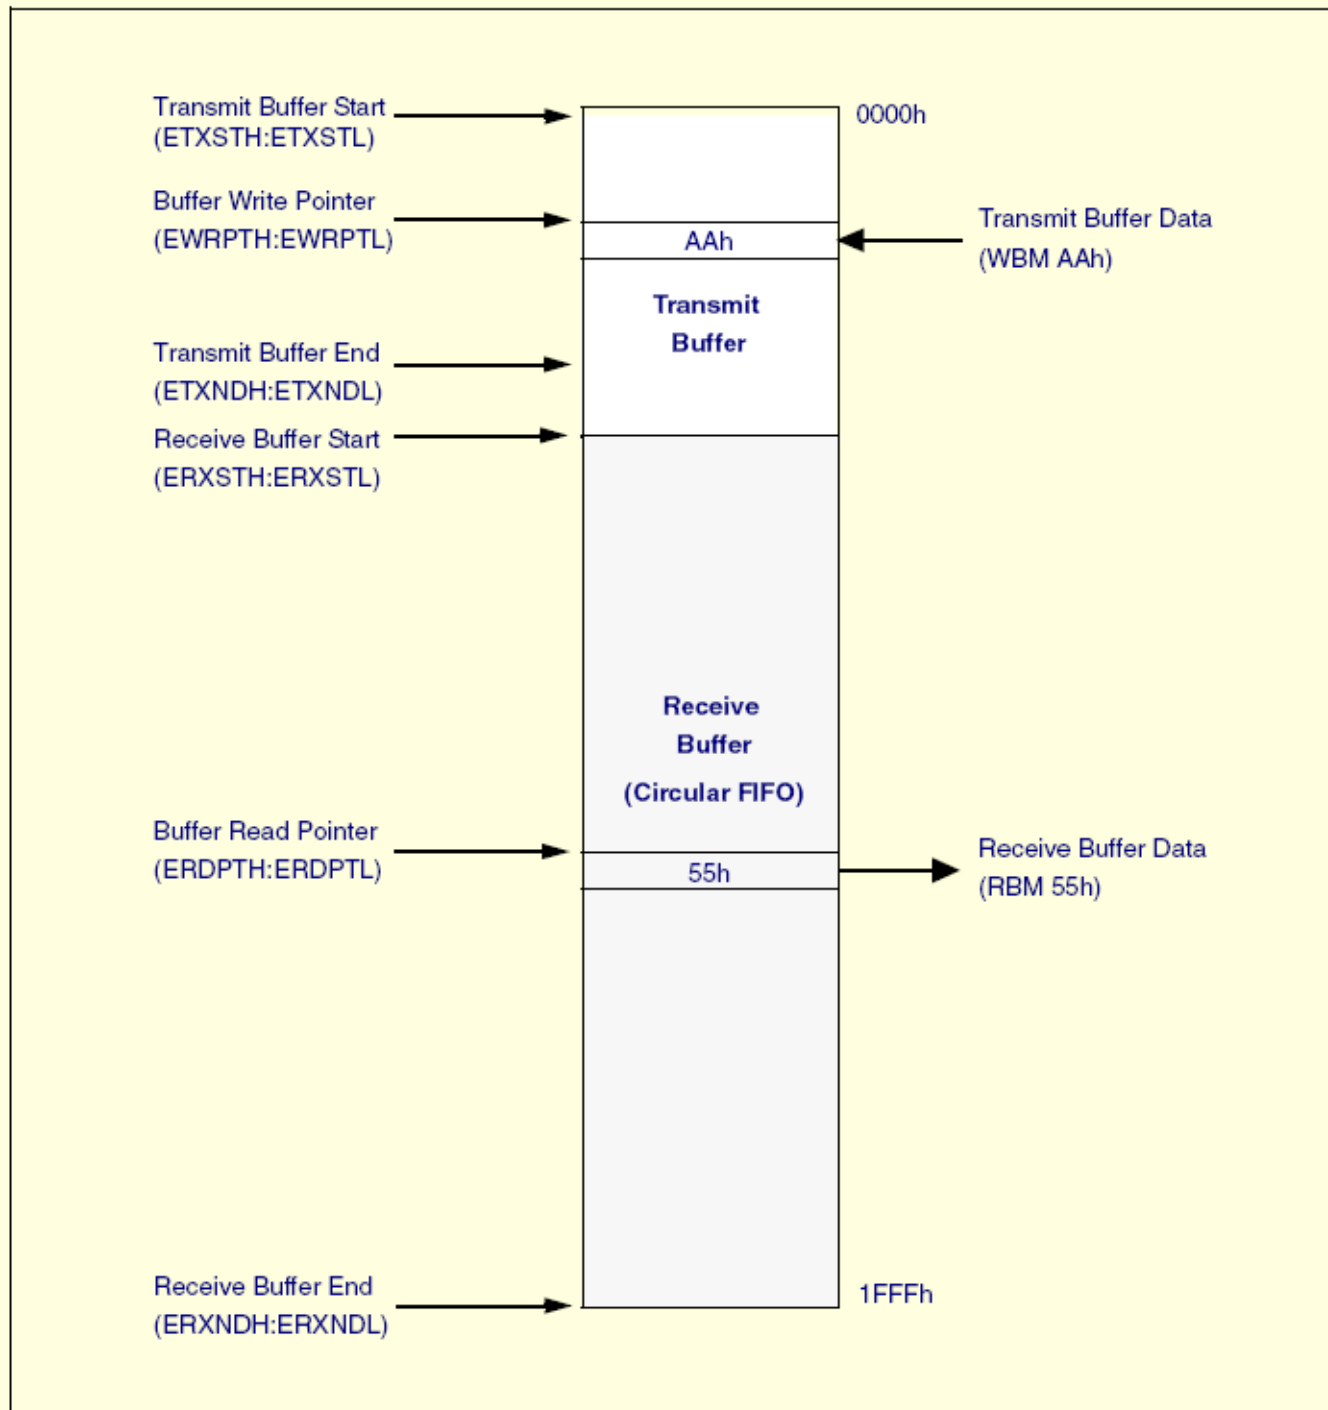 Transmit Buffer Start
(ETXSTH:ETXSTL)
0000h
Buffer Write Pointer
(EWRPTH:EWRPTL)
AAh
Transmit Buffer Data
(WBM AAh)
Transmit
Buffer
Transmit Buffer End
(ETXNDH:ETXNDL)
Receive Buffer Start
(ERXSTH:ERXSTL)
Receive
Buffer
(Circular FIFO)
Buffer Read Pointer
(ERDPTH:ERDPTL)
55h
Receive Buffer Data
(RBM 55h)
Receive Buffer End
(ERXNDH:ERXNDL)
1FFFh